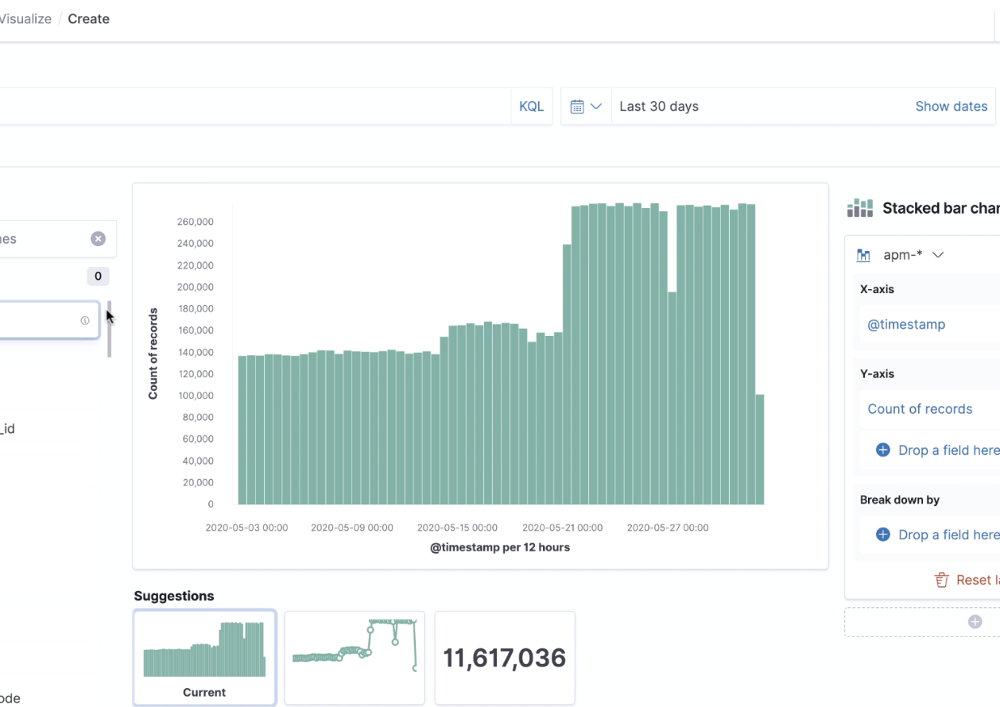 Visualize / Create
KQL
Last 30 days
Show dates
nes
0
_id
ode
260,000
240,000
220,000
200,000
180,000
160,000
140,000
120,000
100,000
80,000
60,000
40,000
20,000
0
Count of records
2020-05-03 00:00 2020-05-09 00:00 2020-05-15 00:00 2020-05-21 00:00 2020-05-27 00:00
@timestamp per 12 hours
Stacked bar char
apm-*
X-axis
@timestamp
Y-axis
Count of records
Drop a field here
Break down by
Drop a field here
Reset la
Suggestions
Current
11,617,036